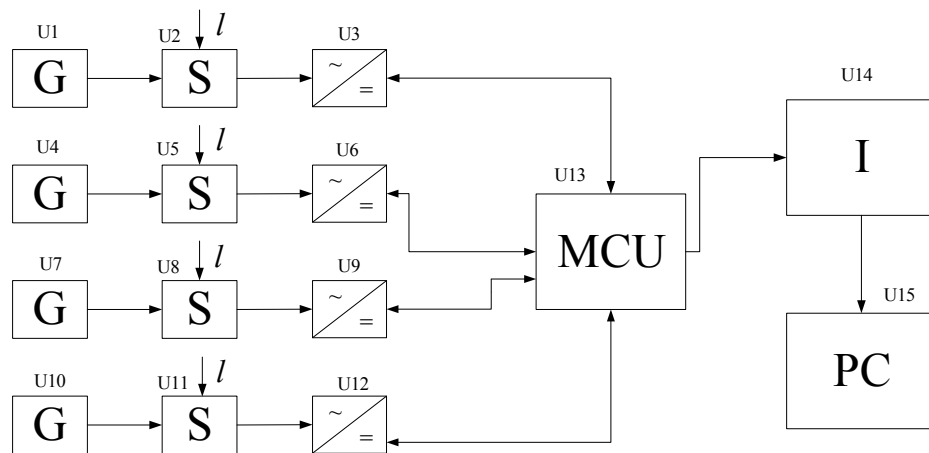 U1 U2 l U3
G S ~ =
U14
I
U4 U5 l U6
G S ~ =
U13
MCU
U7 U8 l U9
G S ~ =
U15
PC
U10 U11 l U12
G S ~ =